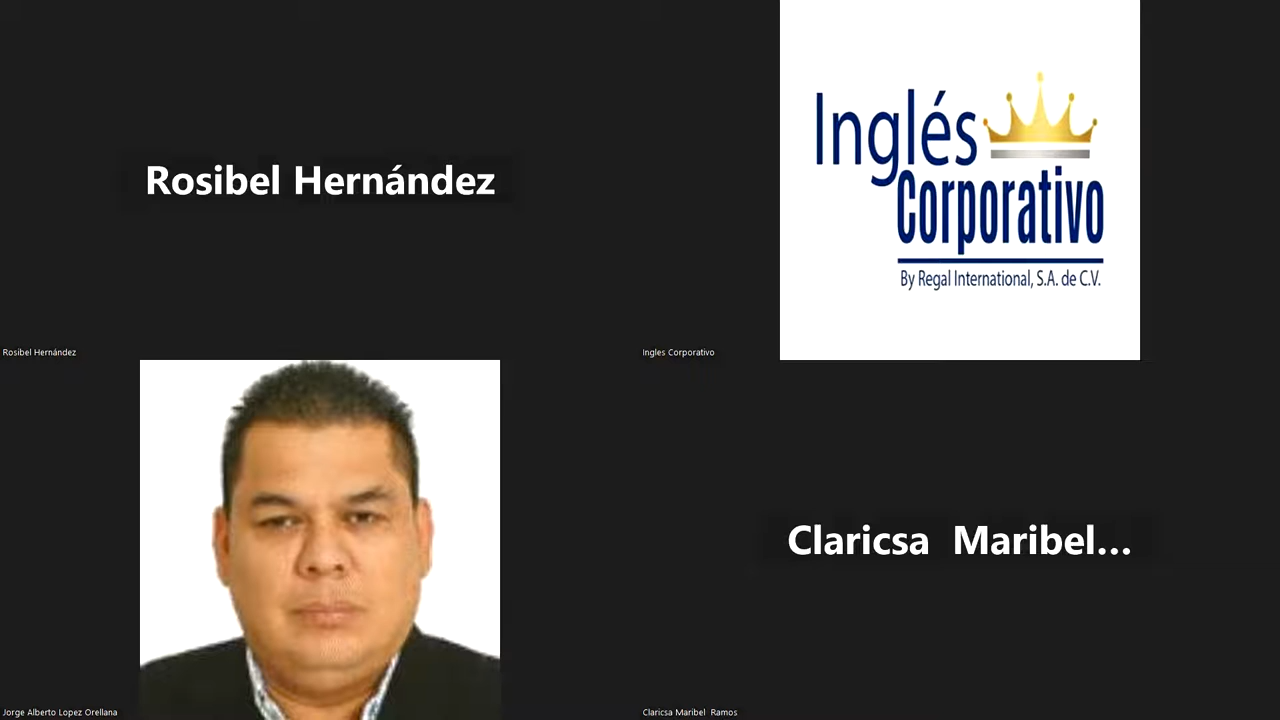 Rosibel Hernández
Rosibel Hernández
Inglés
Corporativo
By Regal International, S.A. de C.V.
Ingles Corporativo
Jorge Alberto Lopez Orellana
Claricsa Maribel...
Claricsa Maribel Ramos